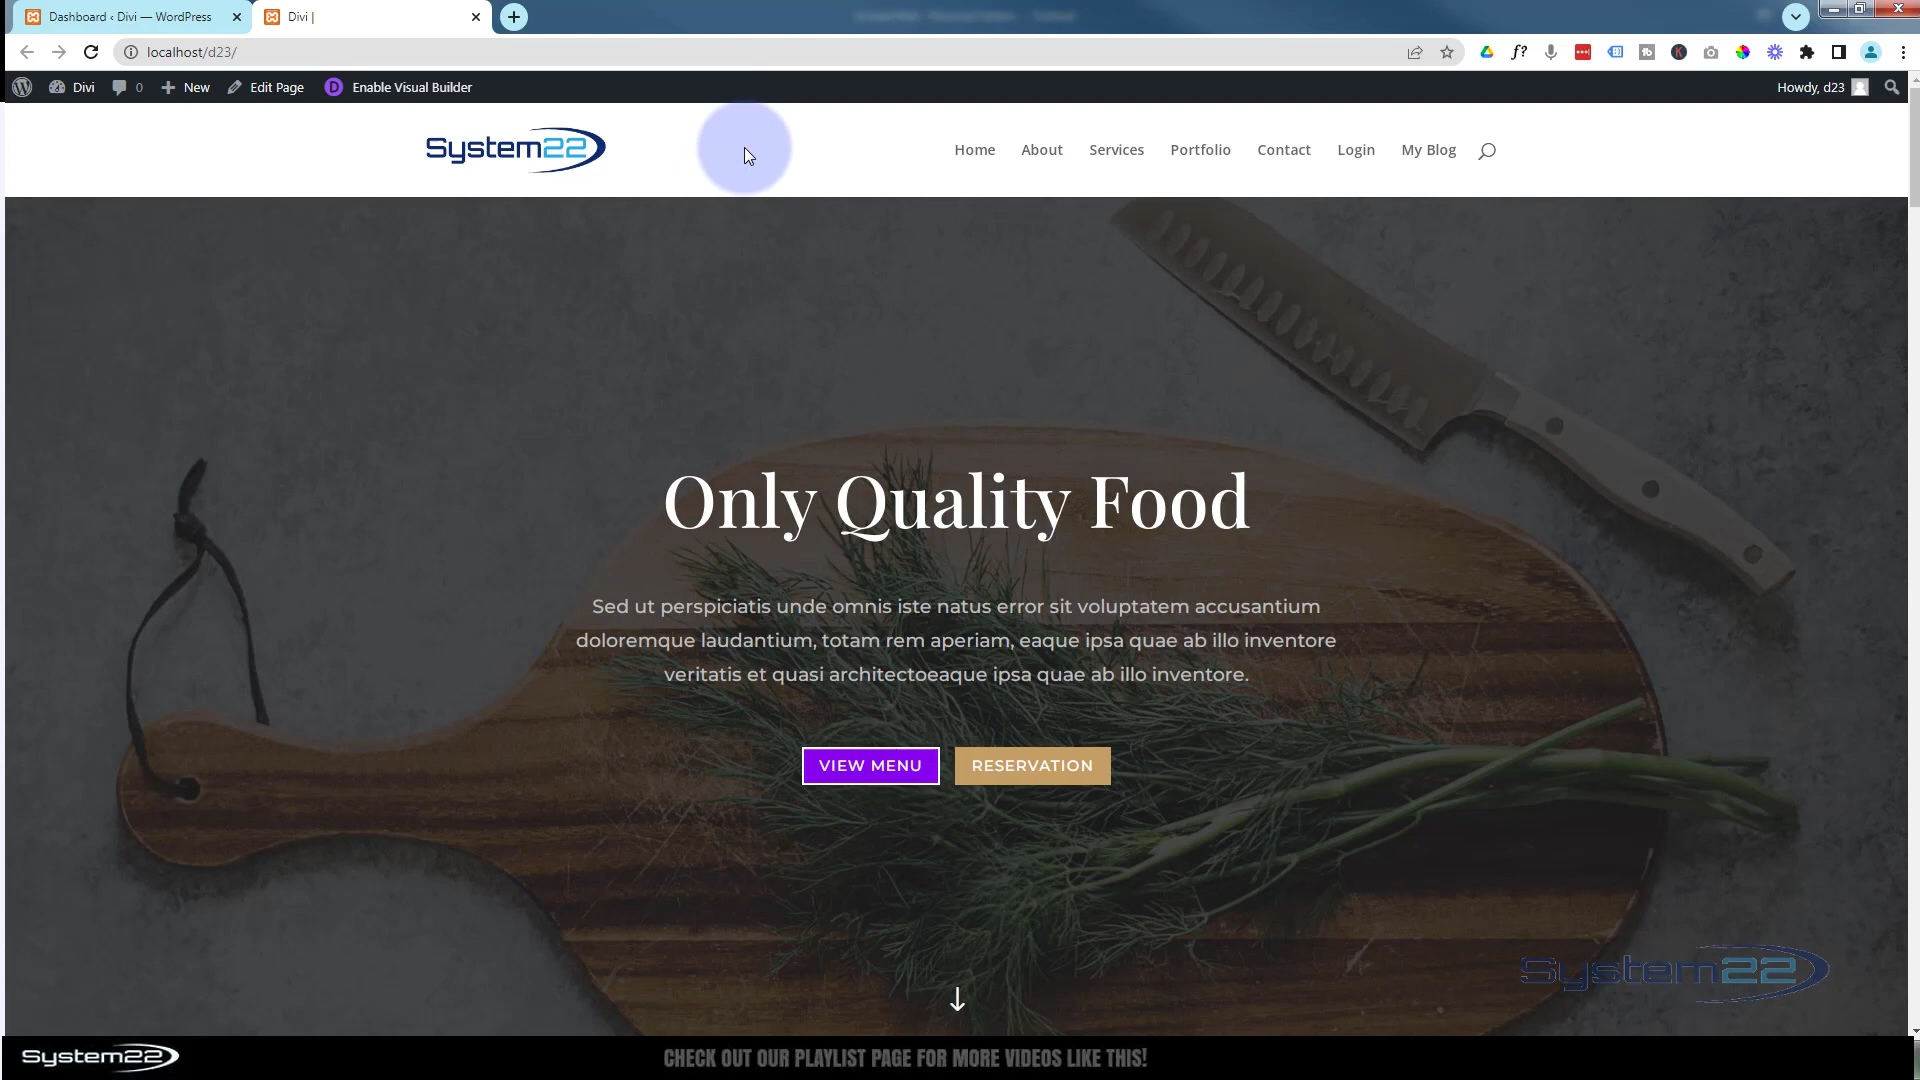 Dashboard ‹ Divi — WordPress
Divi |
localhost/d23/
Divi
0
New
Edit Page
Enable Visual Builder
Howdy, d23
System22
Home
About
Services
Portfolio
Contact
Login
My Blog
Only Quality Food
Sed ut perspiciatis unde omnis iste natus error sit voluptatem accusantium
doloremque laudantium, totam rem aperiam, eaque ipsa quae ab illo inventore
veritatis et quasi architectoeaque ipsa quae ab illo inventore.
VIEW MENU
RESERVATION
System22
System22
CHECK OUT OUR PLAYLIST PAGE FOR MORE VIDEOS LIKE THIS!